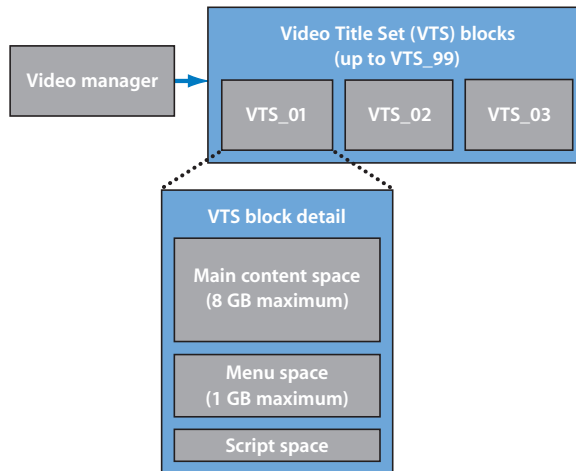 Video manager
Video Title Set (VTS) blocks
(up to VTS_99)
VTS_01
VTS_02
VTS_03
VTS block detail
Main content space
(8 GB maximum)
Menu space
(1 GB maximum)
Script space